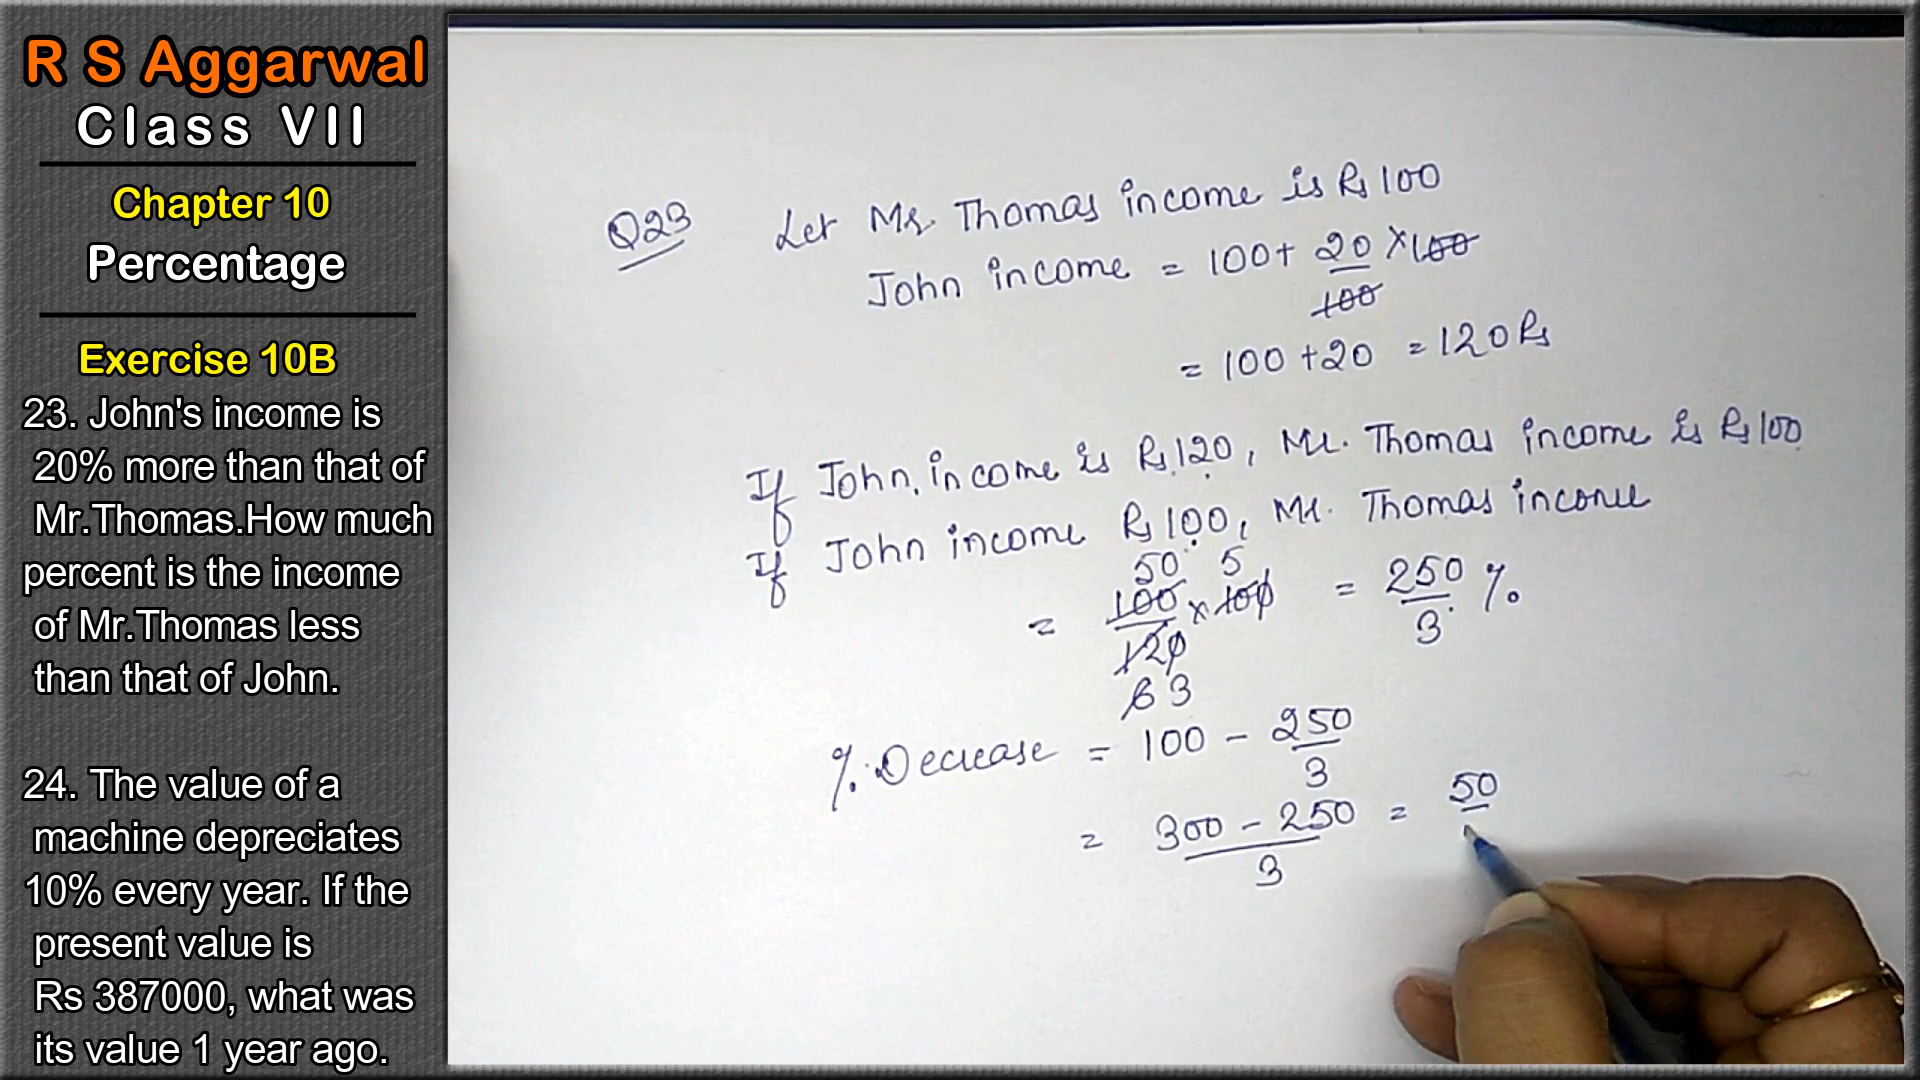 R S Aggarwal
Class VII
Chapter 10
Percentage
Exercise 10B
23. John's income is
20% more than that of
Mr.Thomas.How much
percent is the income
of Mr.Thomas less
than that of John.
24. The value of a
machine depreciates
10% every year. If the
present value is
Rs 387000, what was
its value 1 year ago.
Q23 Let Mr. Thomas income is Rs 100
John income = 100 + 20/100 × 100
= 100 + 20 = 120 Rs
If John income is Rs 120, Mr. Thomas income is Rs 100
If John income Rs 100, Mr. Thomas income
50 5
= 100/120 × 100 = 250/3 %
6 3
% Decrease = 100 - 250/3
= 300 - 250/3 = 50